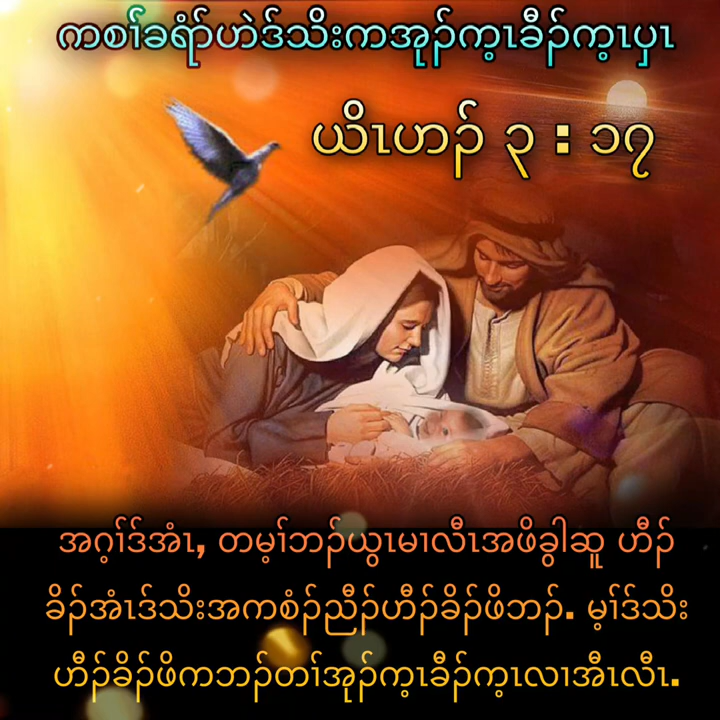 ကစၢ်ခရံာ်ဟဲဒ်သိးကအုၣ်က့ၤခီၣ်က့ၤပှၤ
ယိၤဟၣ် ၃ : ၁၇
အဂ့ၢ်ဒ်အံၤ, တမ့ၢ်ဘၣ်ယွၤမၢလီၤအဖိခွါဆူ ဟီၣ်
ခိၣ်အံၤဒ်သိးအကစံၣ်ညီၣ်ဟီၣ်ခိၣ်ဖိဘၣ်. မ့ၢ်ဒ်သိး
ဟီၣ်ခိၣ်ဖိကဘၣ်တၢ်အုၣ်က့ၤခီၣ်က့ၤလၢအီၤလီၤ.